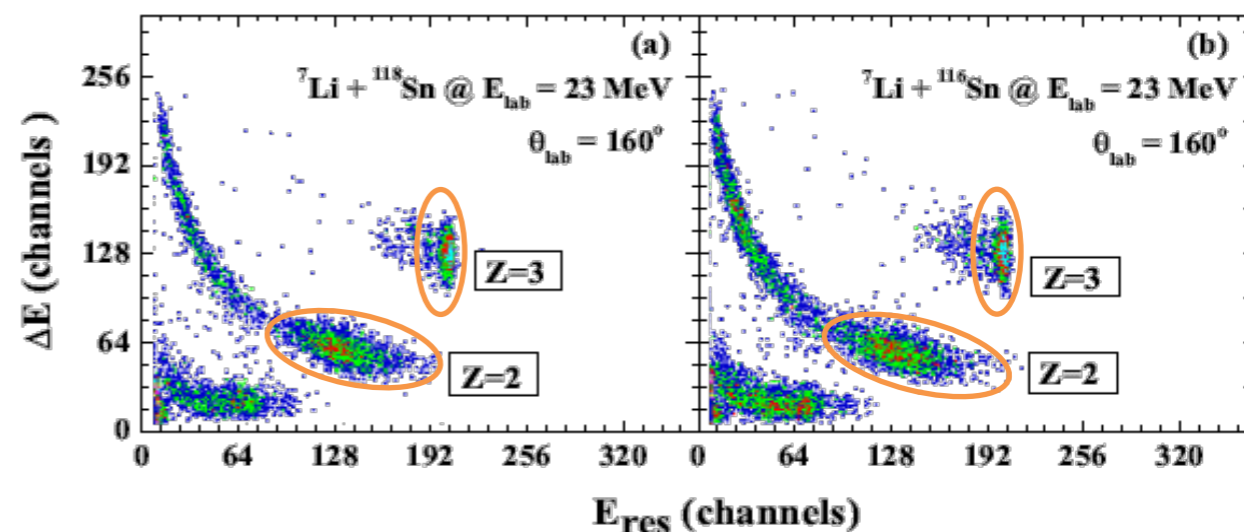 (a)
⁷Li + ¹¹⁸Sn @ E_lab = 23 MeV
θ_lab = 160°
Z=3
Z=2
(b)
⁷Li + ¹¹⁶Sn @ E_lab = 23 MeV
θ_lab = 160°
Z=3
Z=2
ΔE (channels)
256
192
128
64
0
0 64 128 192 256 320 0 64 128 192 256 320
E_res (channels)